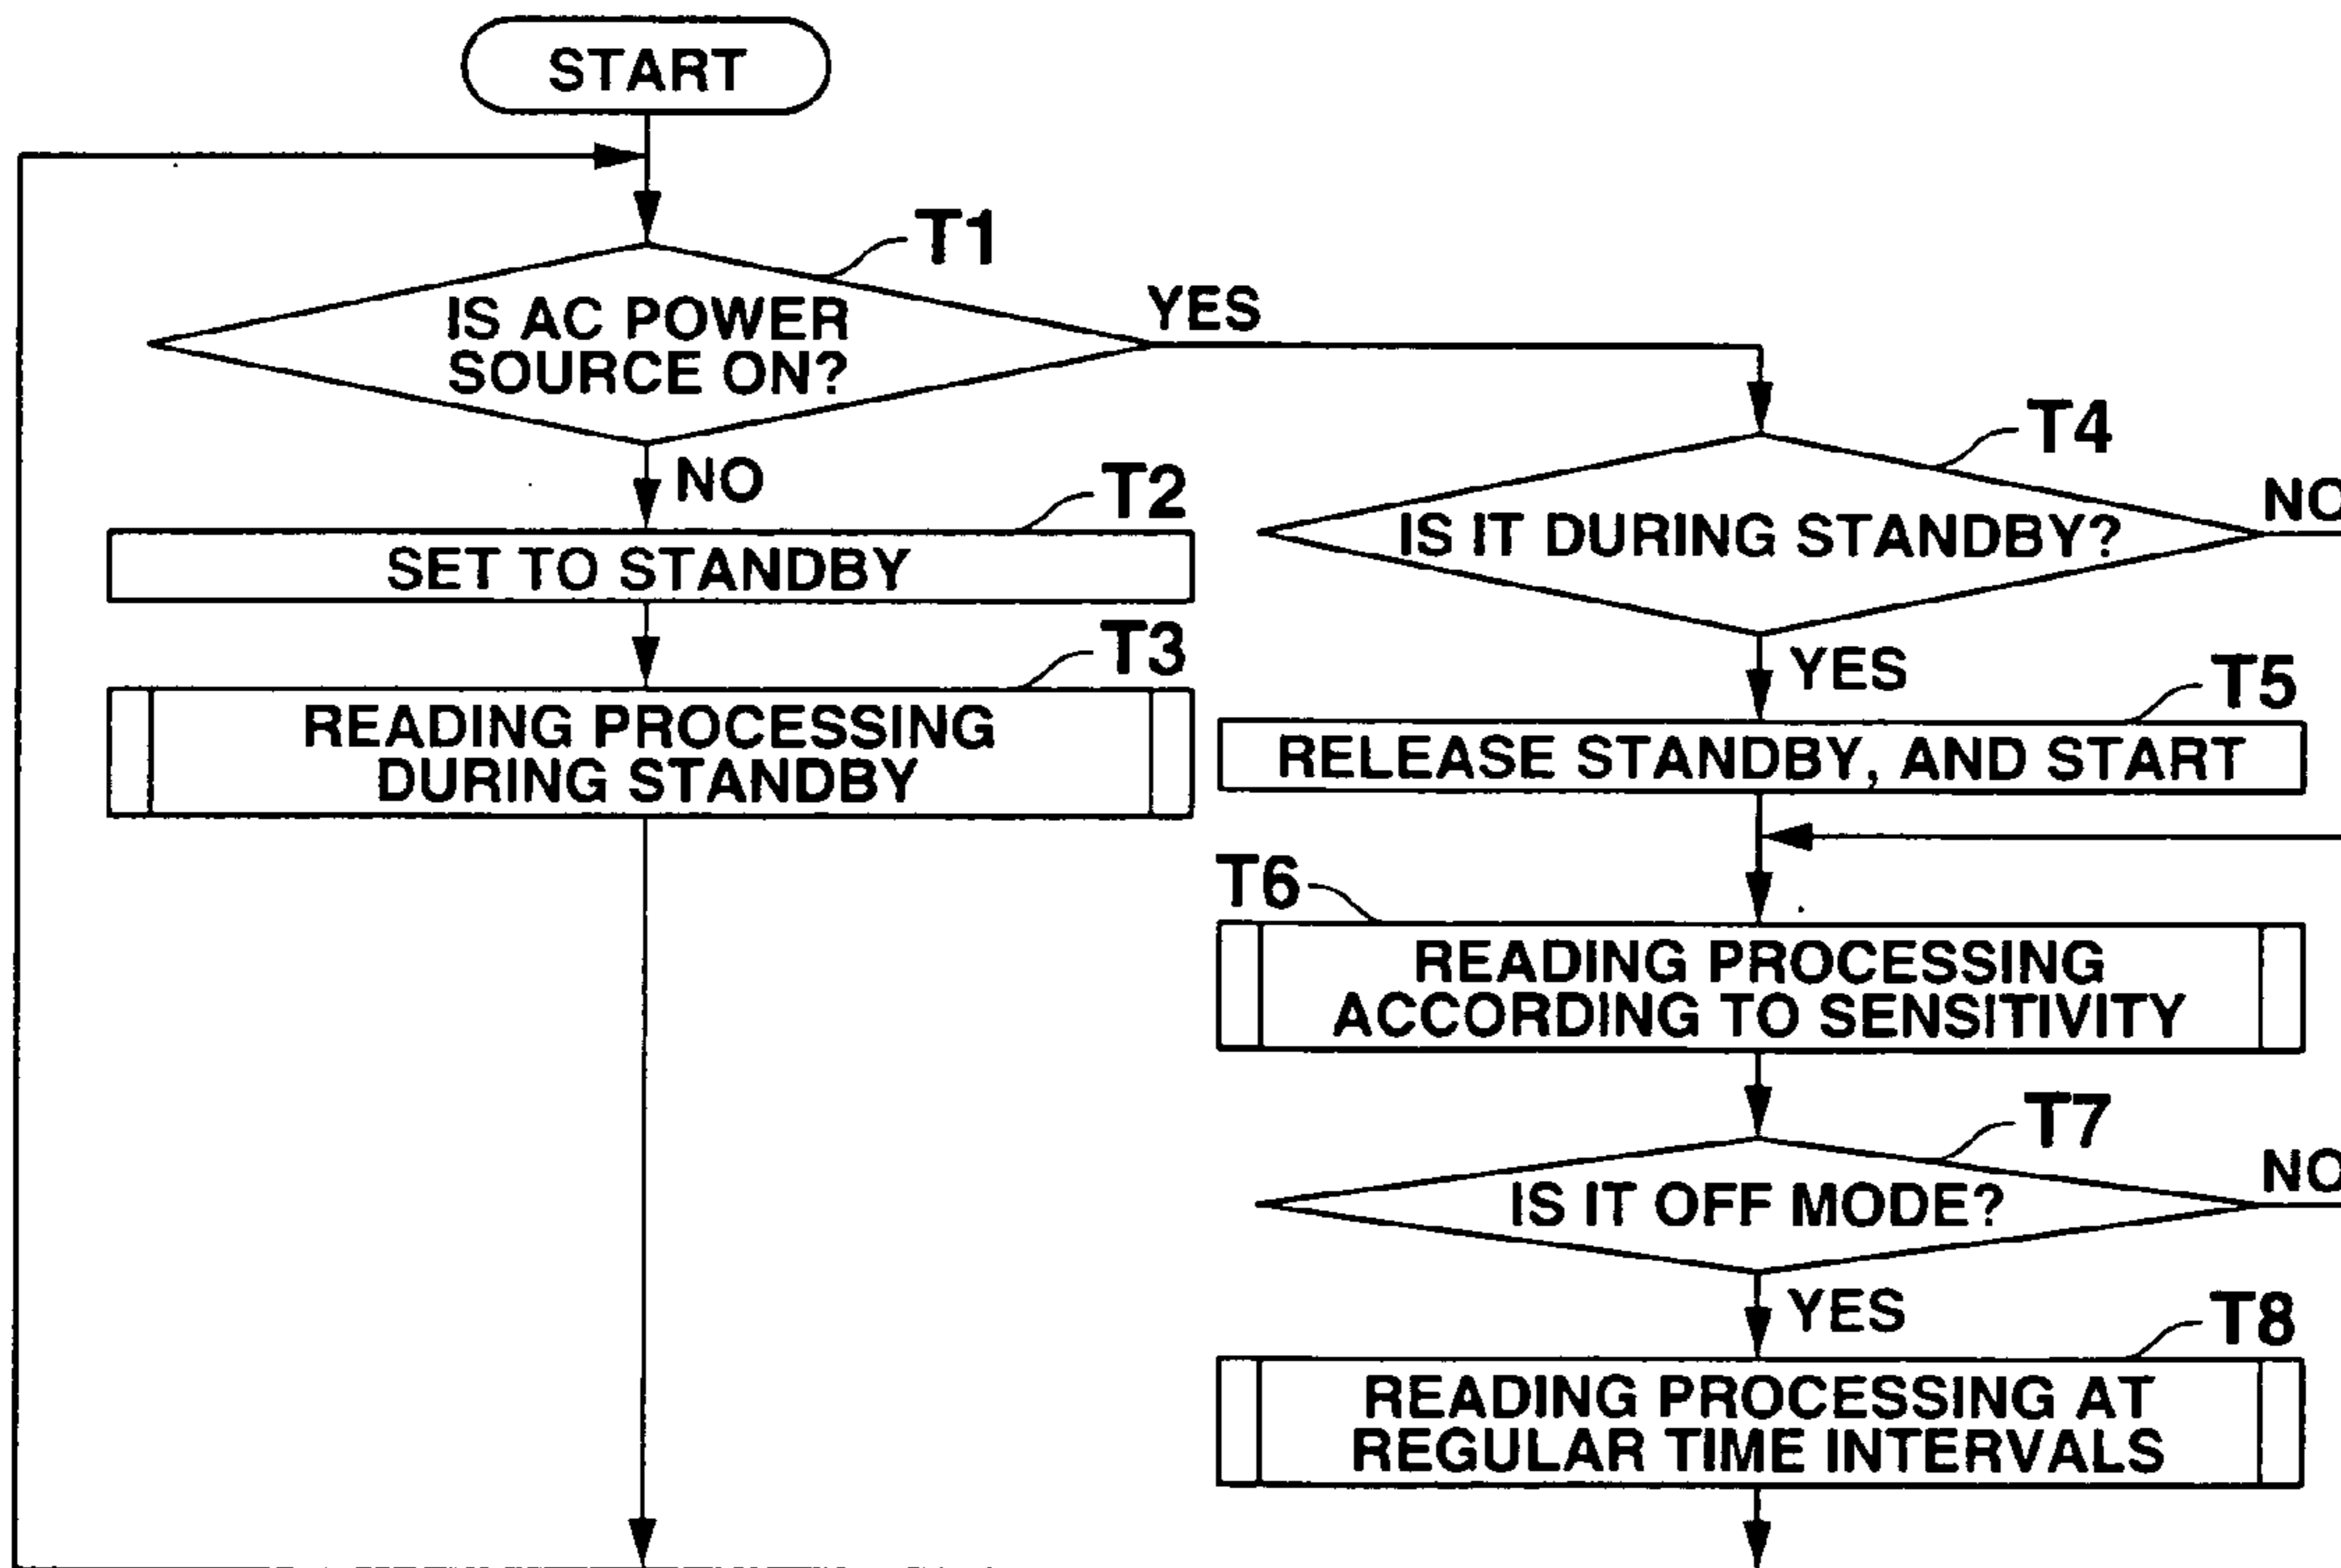 START
T1
IS AC POWER
SOURCE ON?
YES
NO
T2
SET TO STANDBY
T3
READING PROCESSING
DURING STANDBY
T4
IS IT DURING STANDBY?
NO
YES
T5
RELEASE STANDBY, AND START
T6
READING PROCESSING
ACCORDING TO SENSITIVITY
T7
IS IT OFF MODE?
NO
YES
T8
READING PROCESSING AT
REGULAR TIME INTERVALS